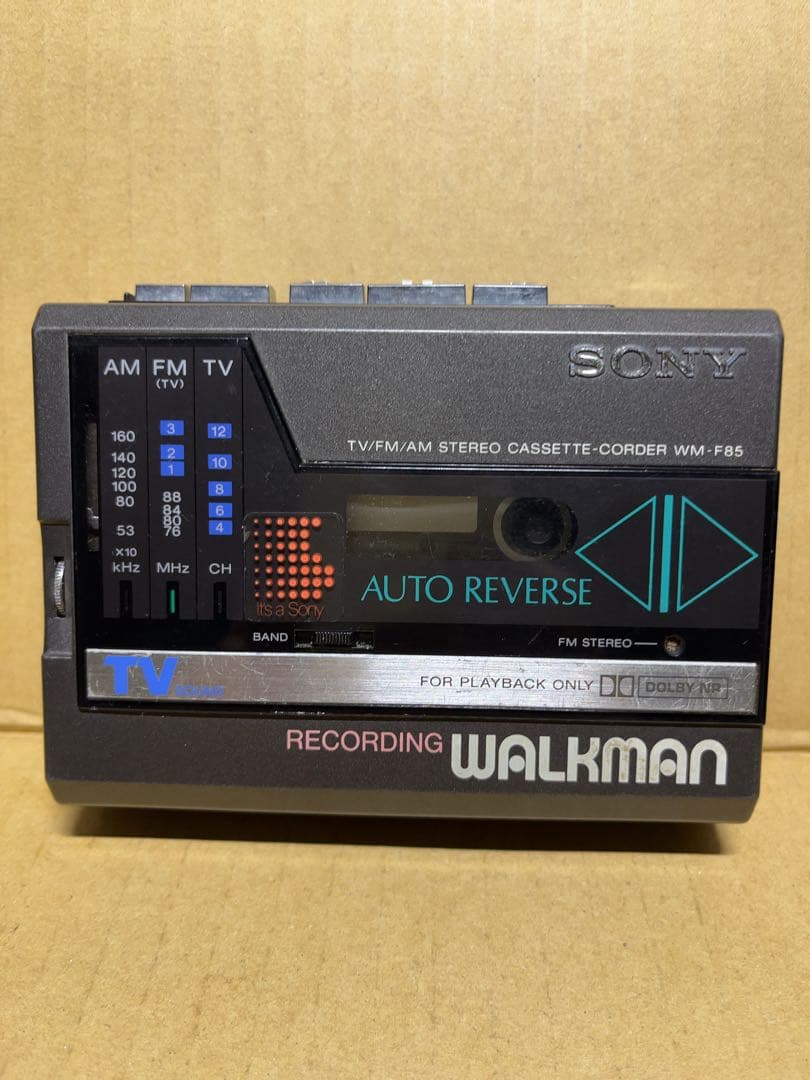 SONY
TV/FM/AM STEREO CASSETTE-CORDER WM-F85
AM FM TV
(TV)
160 3 12
140 2 10
120 1
100 8
80 88
84 6
80
53 76 4
×10
kHz MHz CH
It's a Sony
AUTO REVERSE
BAND
FM STEREO
TV SOUND
FOR PLAYBACK ONLY DOLBY NR
RECORDING WALKMAN